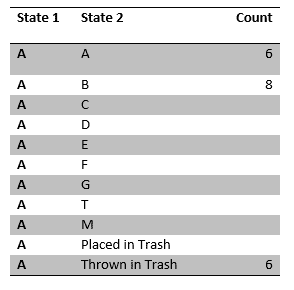 State 1 State 2 Count
A A 6
A B 8
A C
A D
A E
A F
A G
A T
A M
A Placed in Trash
A Thrown in Trash 6